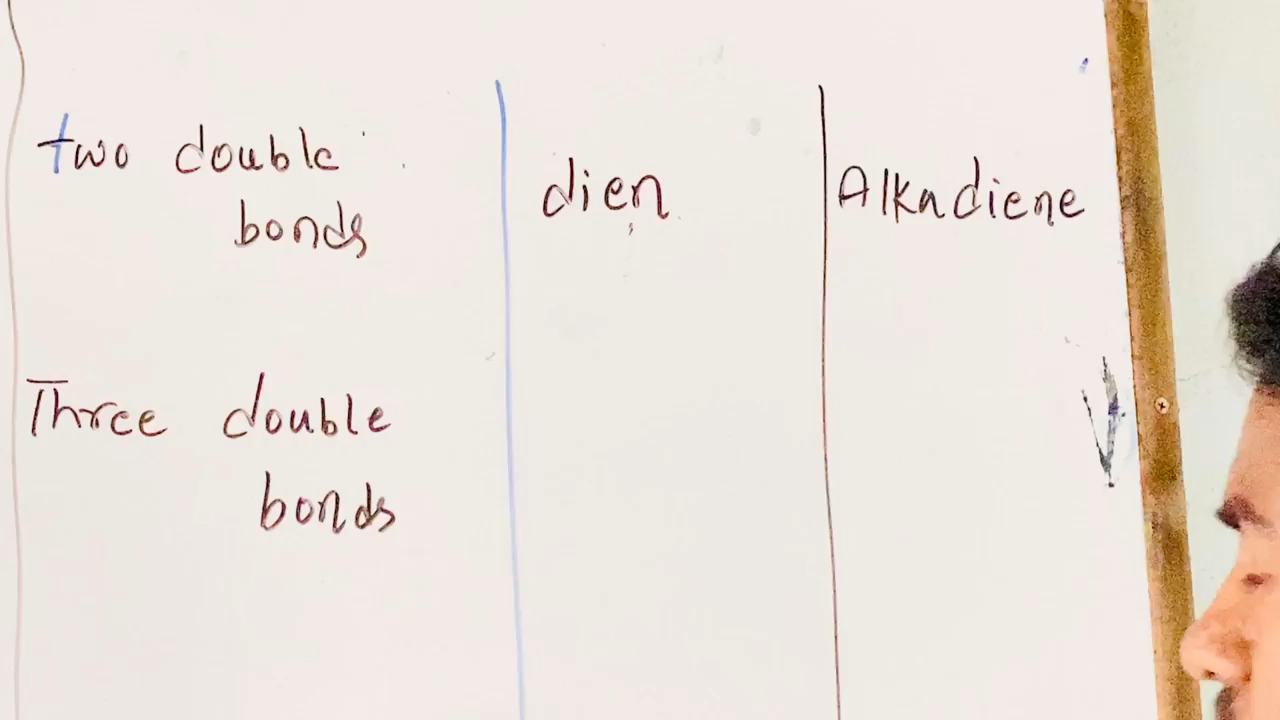 two double
bonds
dien
Alkadiene
Three double
bonds